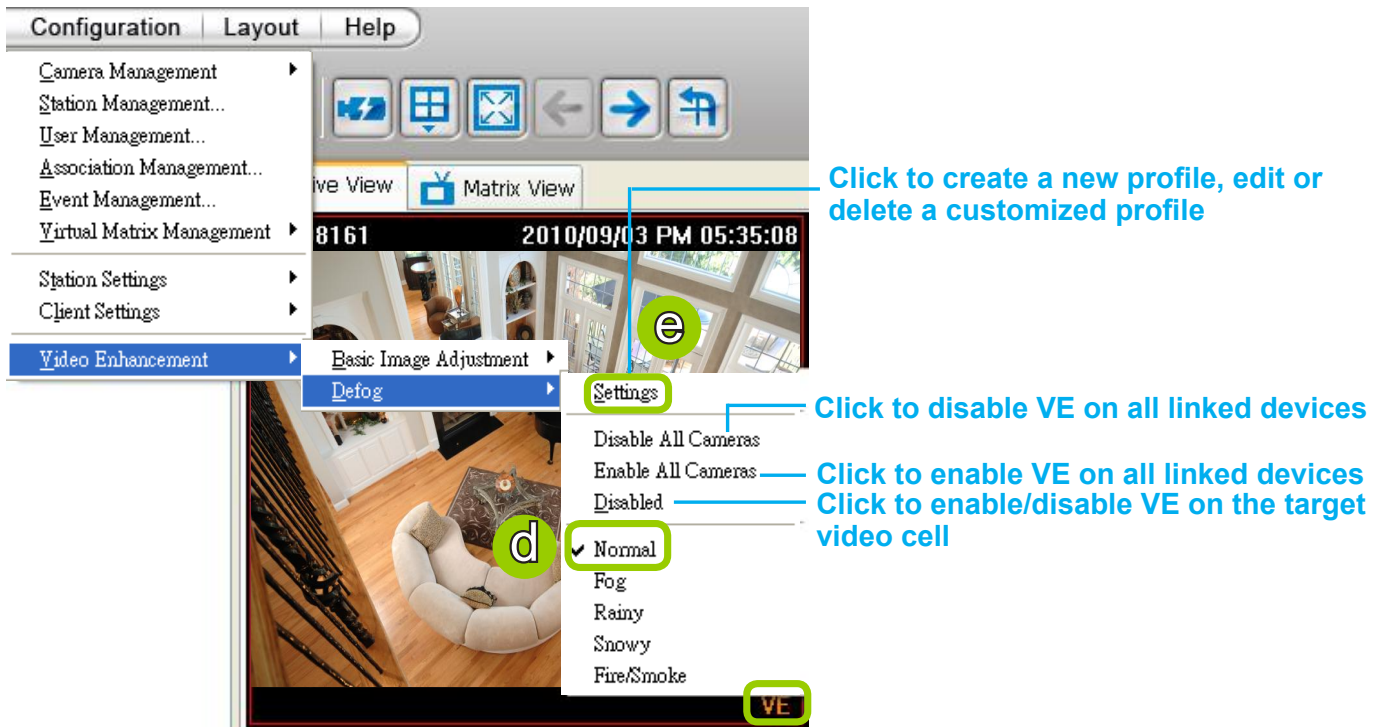 Configuration Layout Help
Camera Management
Station Management...
User Management...
Association Management...
Event Management...
Virtual Matrix Management
Station Settings
Client Settings
Video Enhancement
ive View
Matrix View
8161 2010/09/03 PM 05:35:08
Basic Image Adjustment
Defog
e
Settings
Disable All Cameras
Enable All Cameras
Disabled
d
Normal
Fog
Rainy
Snowy
Fire/Smoke
VE
Click to create a new profile, edit or
delete a customized profile
Click to disable VE on all linked devices
Click to enable VE on all linked devices
Click to enable/disable VE on the target
video cell